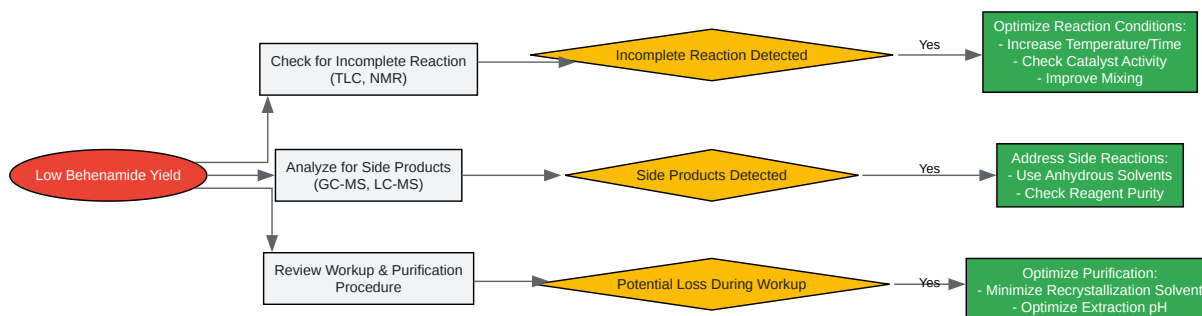 Low Behenamide Yield
Check for Incomplete Reaction
(TLC, NMR)
Incomplete Reaction Detected
Yes
Optimize Reaction Conditions:
- Increase Temperature/Time
- Check Catalyst Activity
- Improve Mixing
Analyze for Side Products
(GC-MS, LC-MS)
Side Products Detected
Yes
Address Side Reactions:
- Use Anhydrous Solvents
- Check Reagent Purity
Review Workup & Purification
Procedure
Potential Loss During Workup
Yes
Optimize Purification:
- Minimize Recrystallization Solvent
- Optimize Extraction pH